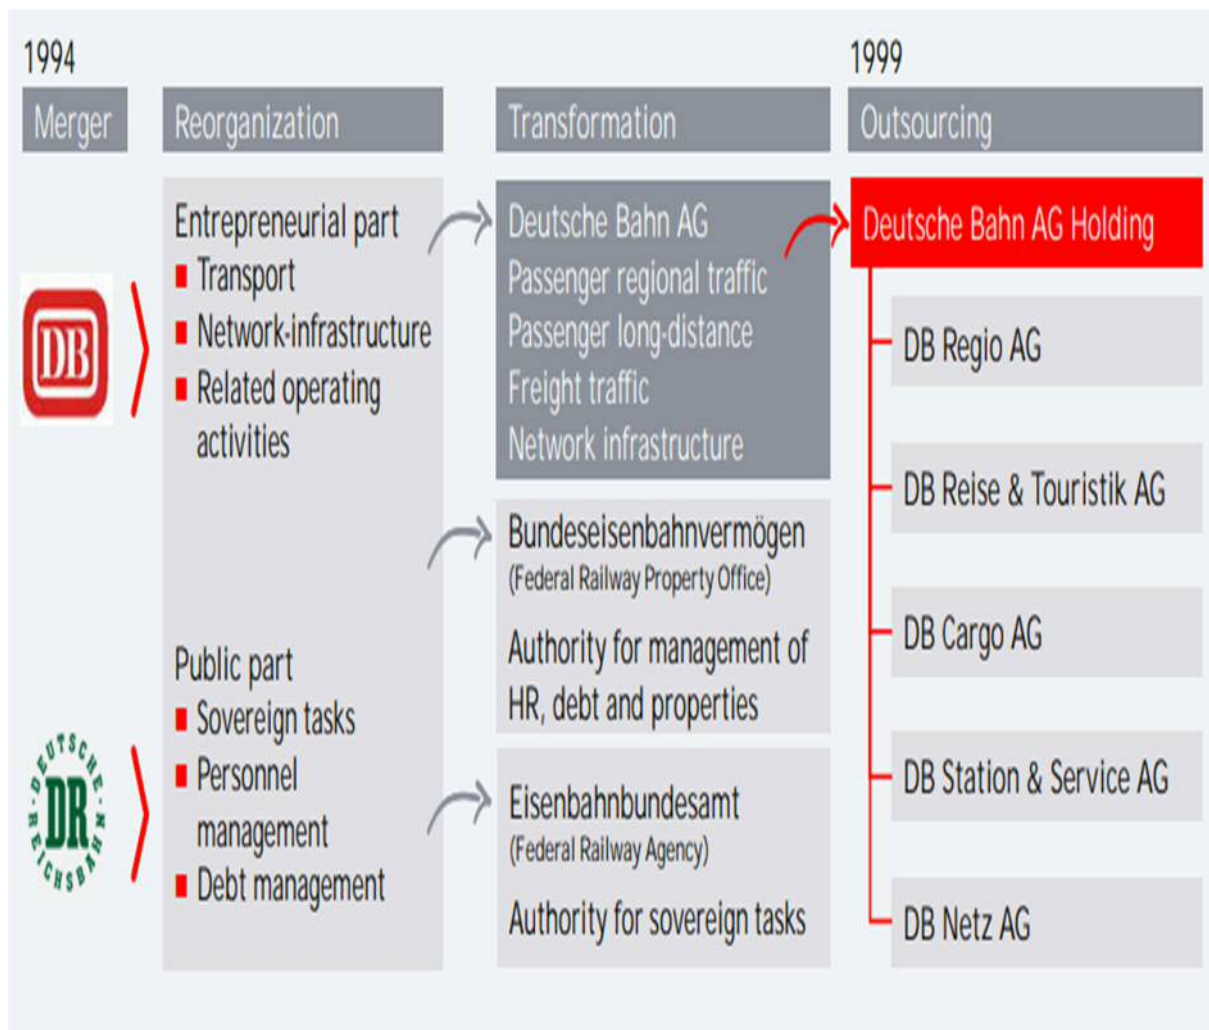 1994
1999
Merger
Reorganization
Transformation
Outsourcing
DB
DEUTSCHE REICHSBAHN
DR
Entrepreneurial part
Transport
Network-infrastructure
Related operating
activities
Public part
Sovereign tasks
Personnel
management
Debt management
Deutsche Bahn AG
Passenger regional traffic
Passenger long-distance
Freight traffic
Network infrastructure
Bundeseisenbahnvermögen
(Federal Railway Property Office)
Authority for management of
HR, debt and properties
Eisenbahnbundesamt
(Federal Railway Agency)
Authority for sovereign tasks
Deutsche Bahn AG Holding
DB Regio AG
DB Reise & Touristik AG
DB Cargo AG
DB Station & Service AG
DB Netz AG